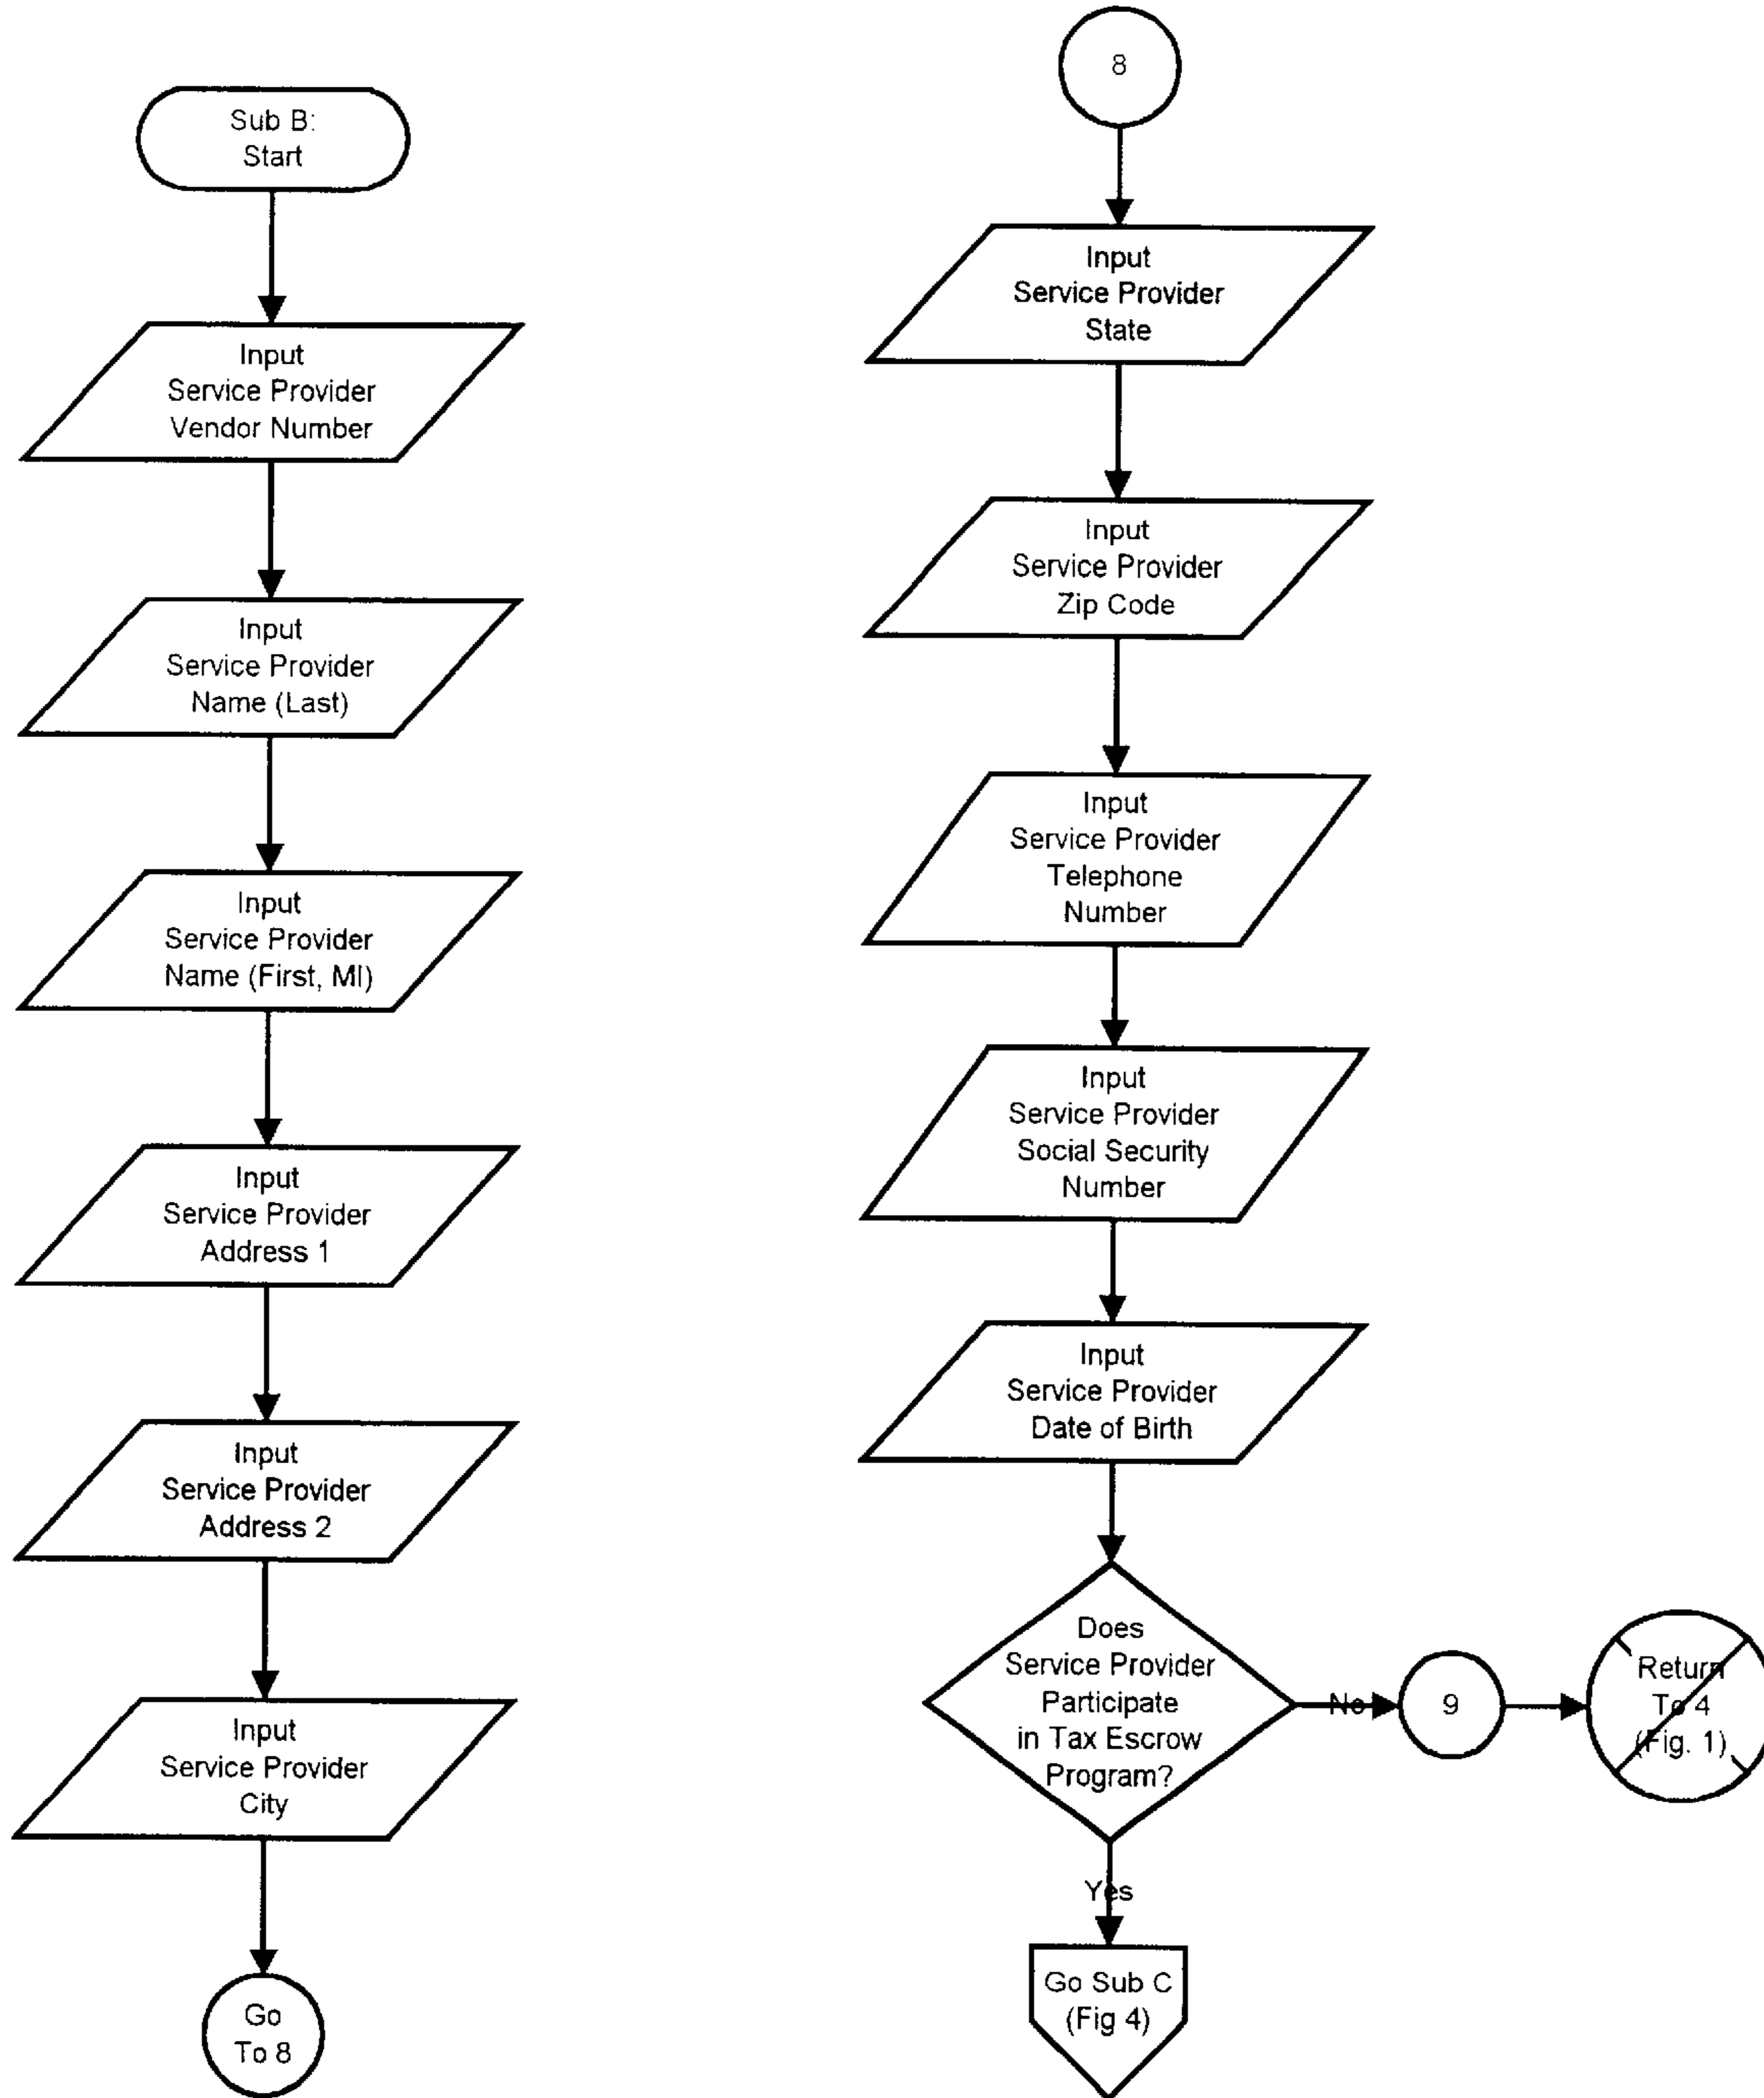 Sub B:
Start
Input
Service Provider
Vendor Number
Input
Service Provider
Name (Last)
Input
Service Provider
Name (First, MI)
Input
Service Provider
Address 1
Input
Service Provider
Address 2
Input
Service Provider
City
Go
To 8
8
Input
Service Provider
State
Input
Service Provider
Zip Code
Input
Service Provider
Telephone
Number
Input
Service Provider
Social Security
Number
Input
Service Provider
Date of Birth
Does
Service Provider
Participate
in Tax Escrow
Program?
No
9
Return
To 4
(Fig. 1)
Yes
Go Sub C
(Fig 4)